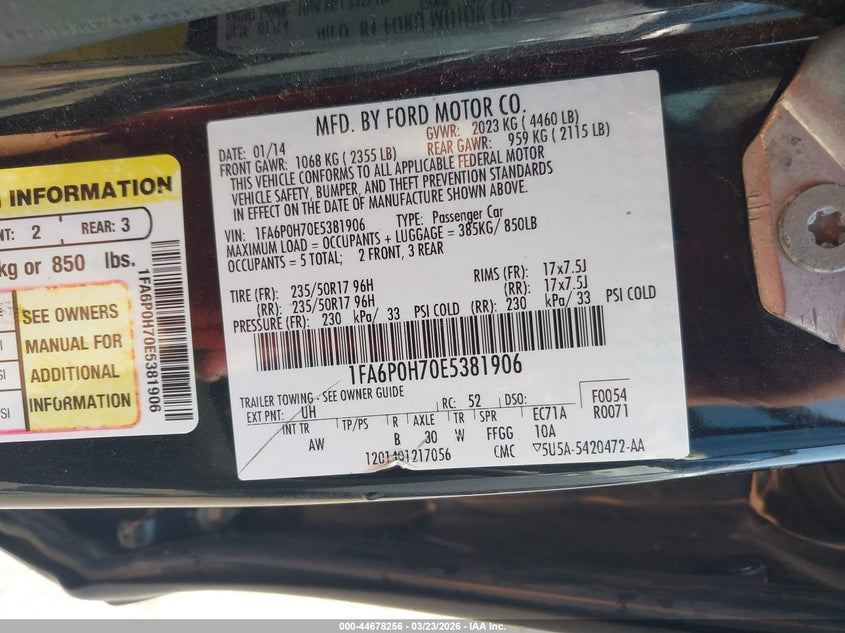 MFD. BY FORD MOTOR CO.
DATE: 01/14 GVWR: 2023 KG ( 4460 LB)
FRONT GAWR: 1068 KG ( 2355 LB) REAR GAWR: 959 KG ( 2115 LB)
THIS VEHICLE CONFORMS TO ALL APPLICABLE FEDERAL MOTOR
VEHICLE SAFETY, BUMPER, AND THEFT PREVENTION STANDARDS
IN EFFECT ON THE DATE OF MANUFACTURE SHOWN ABOVE.
VIN: 1FA6P0H70E5381906 TYPE: Passenger Car
MAXIMUM LOAD = OCCUPANTS + LUGGAGE = 385KG/ 850LB
OCCUPANTS = 5 TOTAL; 2 FRONT, 3 REAR
TIRE (FR): 235/50R17 96H RIMS (FR): 17x7.5J
(RR): 235/50R17 96H (RR): 17x7.5J
PRESSURE (FR): 230 kPa/ 33 PSI COLD (RR): 230 kPa/ 33 PSI COLD
1FA6P0H70E5381906
TRAILER TOWING - SEE OWNER GUIDE
EXT PNT: UH RC: 52 DSO: F0054
R0071
INT TR TP/PS R AXLE TR SPR EC71A
AW B 30 W FFGG 10A
1201401217056 CMC 5U5A-5420472-AA
INFORMATION
NT: 2 REAR: 3
kg or 850 lbs.
SEE OWNERS
MANUAL FOR
ADDITIONAL
INFORMATION
1FA6P0H70E5381906
000-44678256 - 03/23/2026 - IAA Inc.